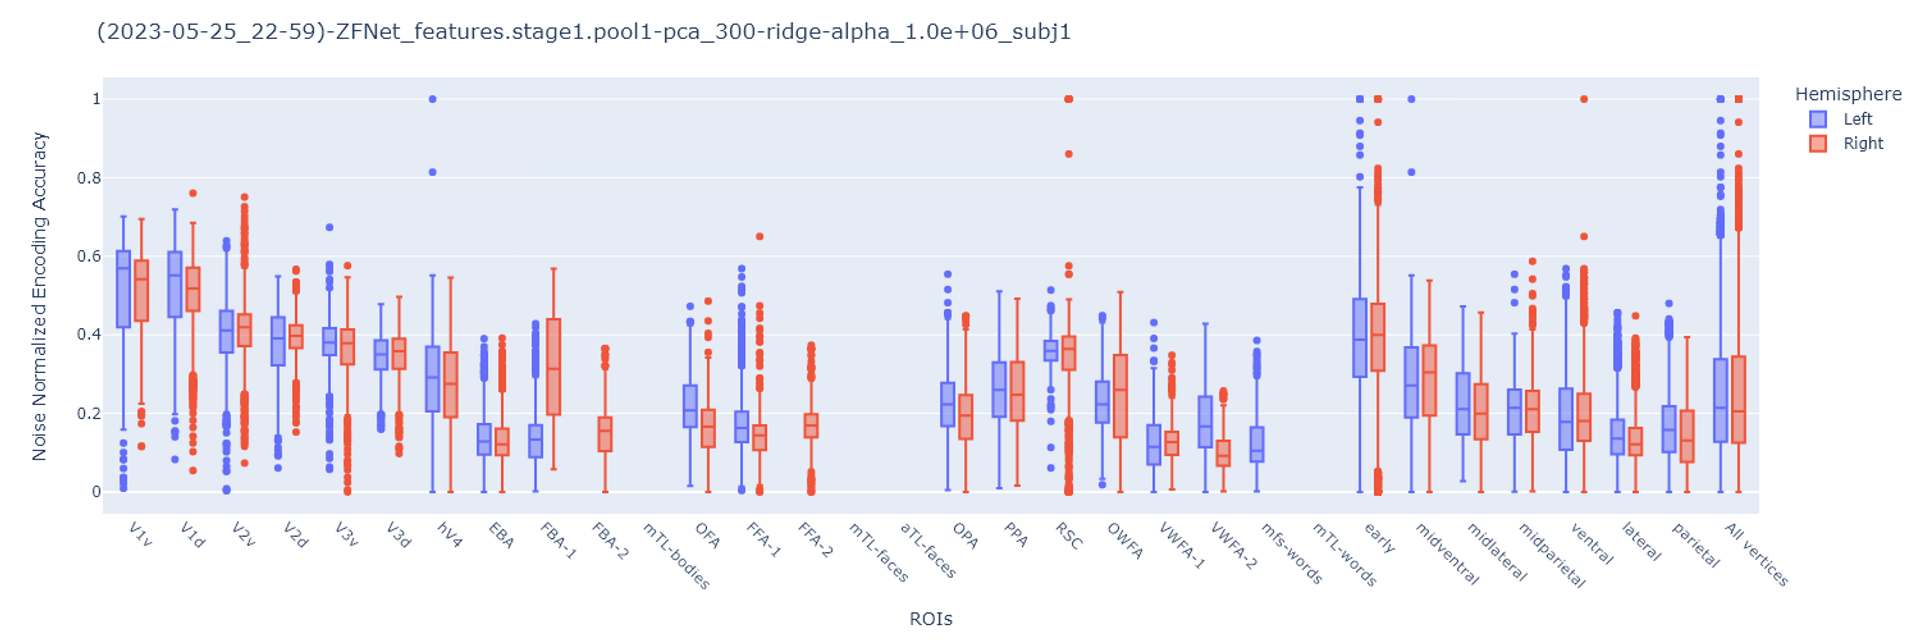 (2023-05-25_22-59)-ZFNet_features.stage1.pool1-pca_300-ridge-alpha_1.0e+06_subj1
Noise Normalized Encoding Accuracy
1
0.8
0.6
0.4
0.2
0
V1v
V1d
V2v
V2d
V3v
V3d
hV4
EBA
FBA-1
FBA-2
mTL-bodies
OFA
FFA-1
FFA-2
mTL-faces
aTL-faces
OPA
PPA
RSC
OWFA
VWFA-1
VWFA-2
mfs-words
mTL-words
early
midventral
midlateral
midparietal
ventral
lateral
parietal
All vertices
ROIs
Hemisphere
Left
Right